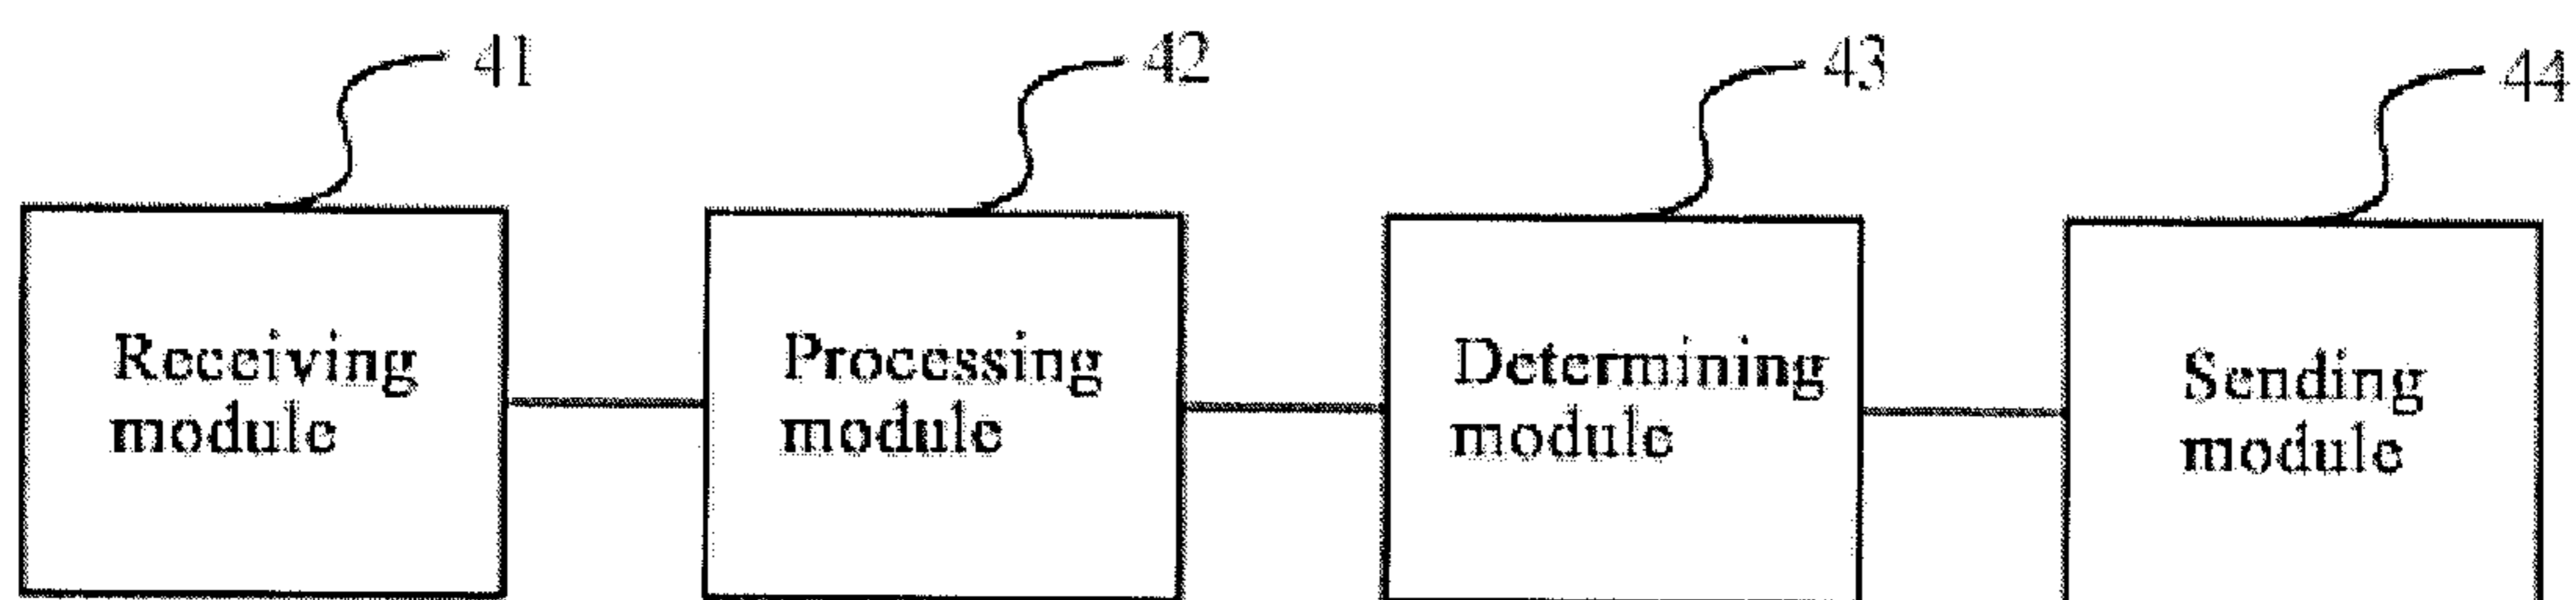 41
42
43
44
Receiving
module
Processing
module
Determining
module
Sending
module